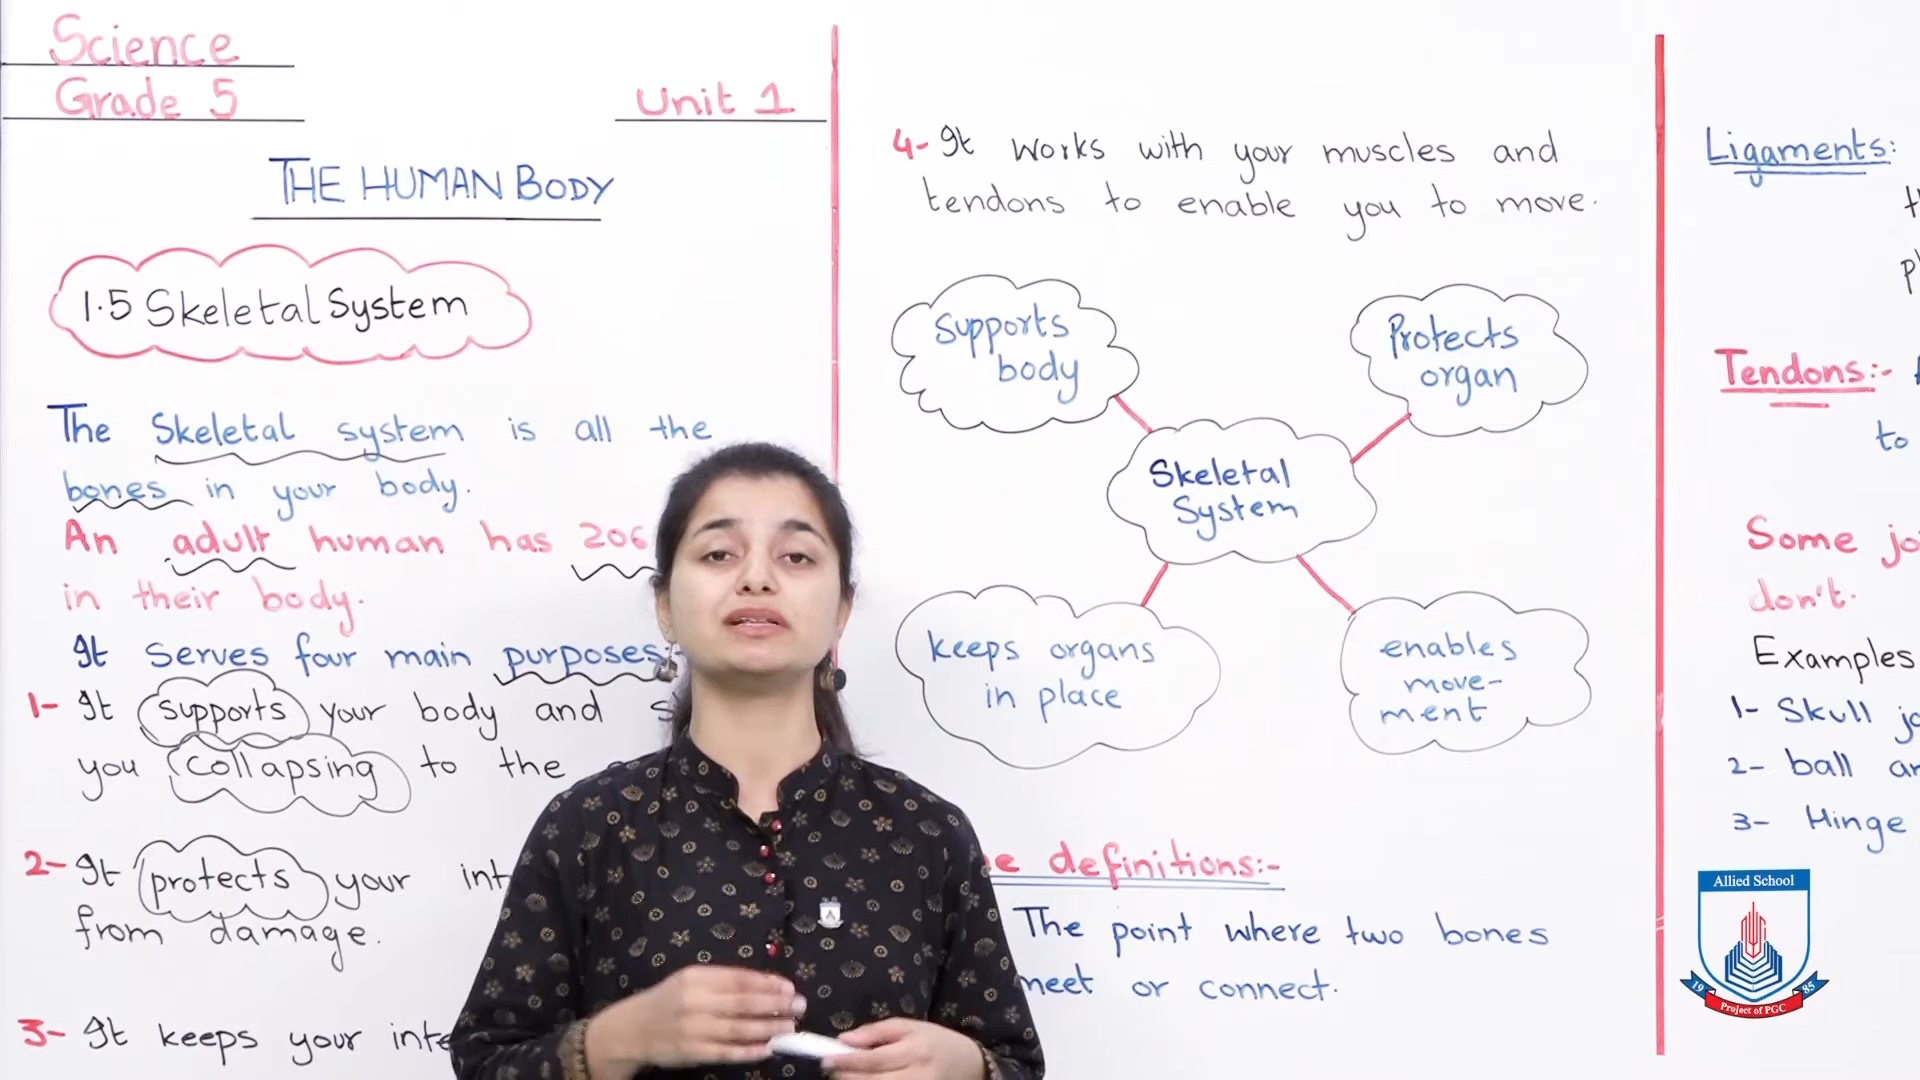 Science
Grade 5
Unit 1
THE HUMAN BODY
1.5 Skeletal System
The Skeletal system is all the
bones in your body.
An adult human has 206
in their body.
It serves four main purposes:-
1- It supports your body and
you collapsing to the
2- It protects your
from damage.
3- It keeps your
4- It works with your muscles and
tendons to enable you to move.
Supports
body
Protects
organ
Skeletal
System
keeps organs
in place
enables
move-
ment
definitions:-
The point where two bones
meet or connect.
Ligaments:
Tendons:-
to
Some
don't.
Examples
1- Skull
2- ball
3- Hinge
Allied School
19 85
Project of PGC